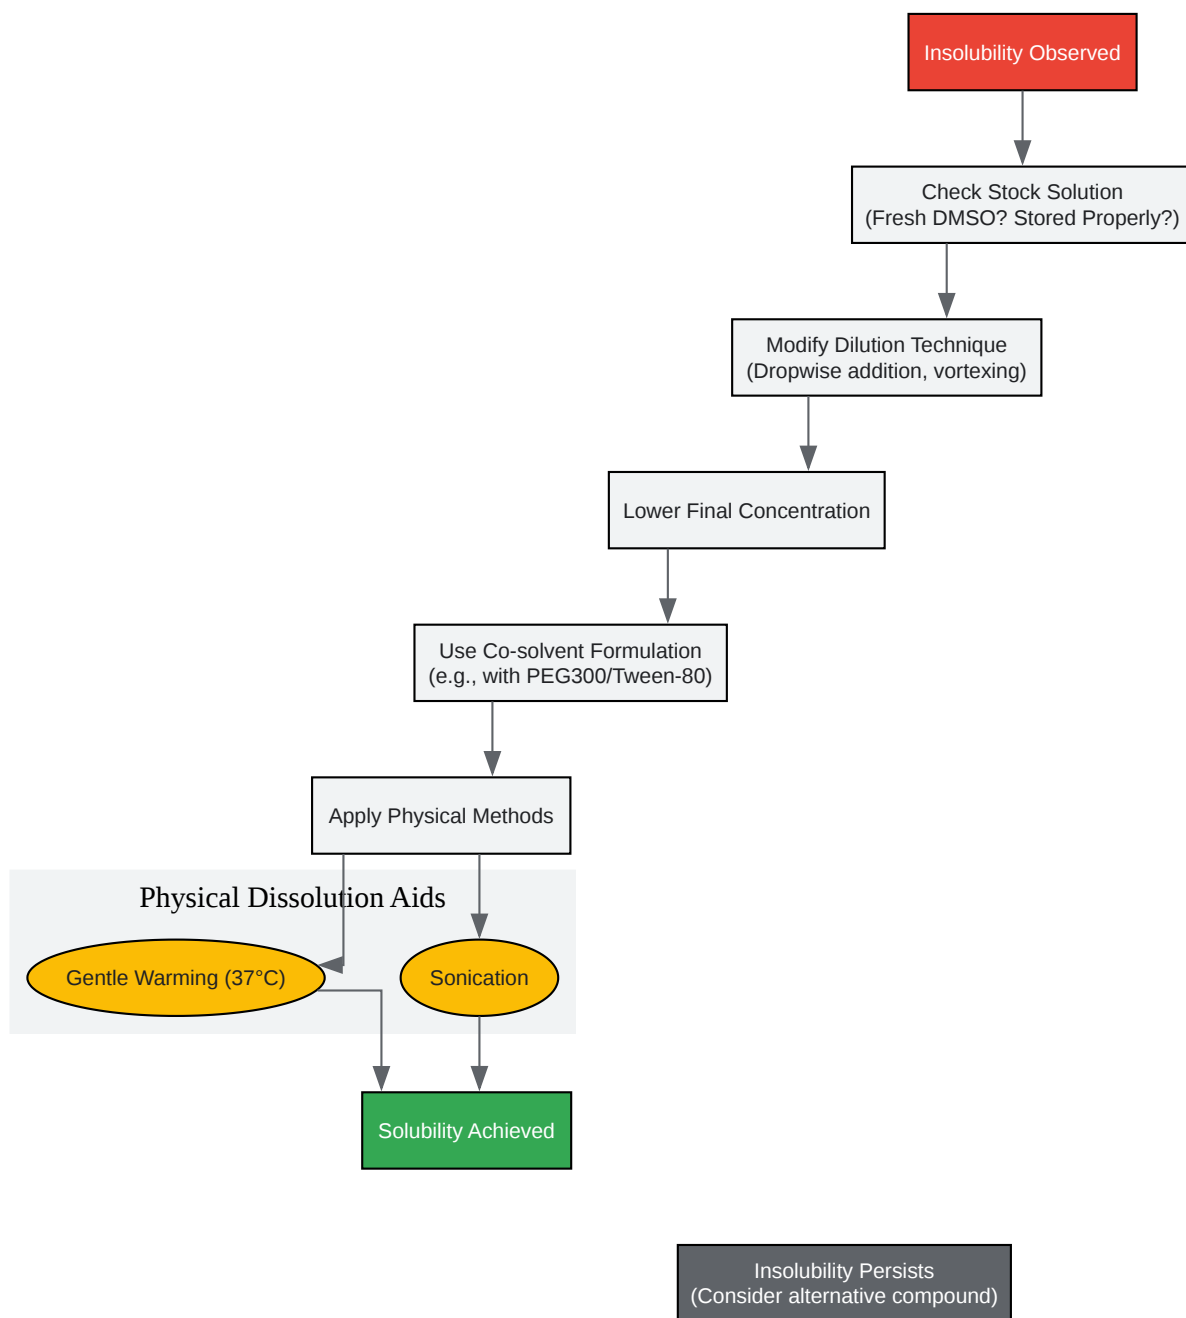 Insolubility Observed
Check Stock Solution
(Fresh DMSO? Stored Properly?)
Modify Dilution Technique
(Dropwise addition, vortexing)
Lower Final Concentration
Use Co-solvent Formulation
(e.g., with PEG300/Tween-80)
Apply Physical Methods
Physical Dissolution Aids
Gentle Warming (37°C)
Sonication
Solubility Achieved
Insolubility Persists
(Consider alternative compound)